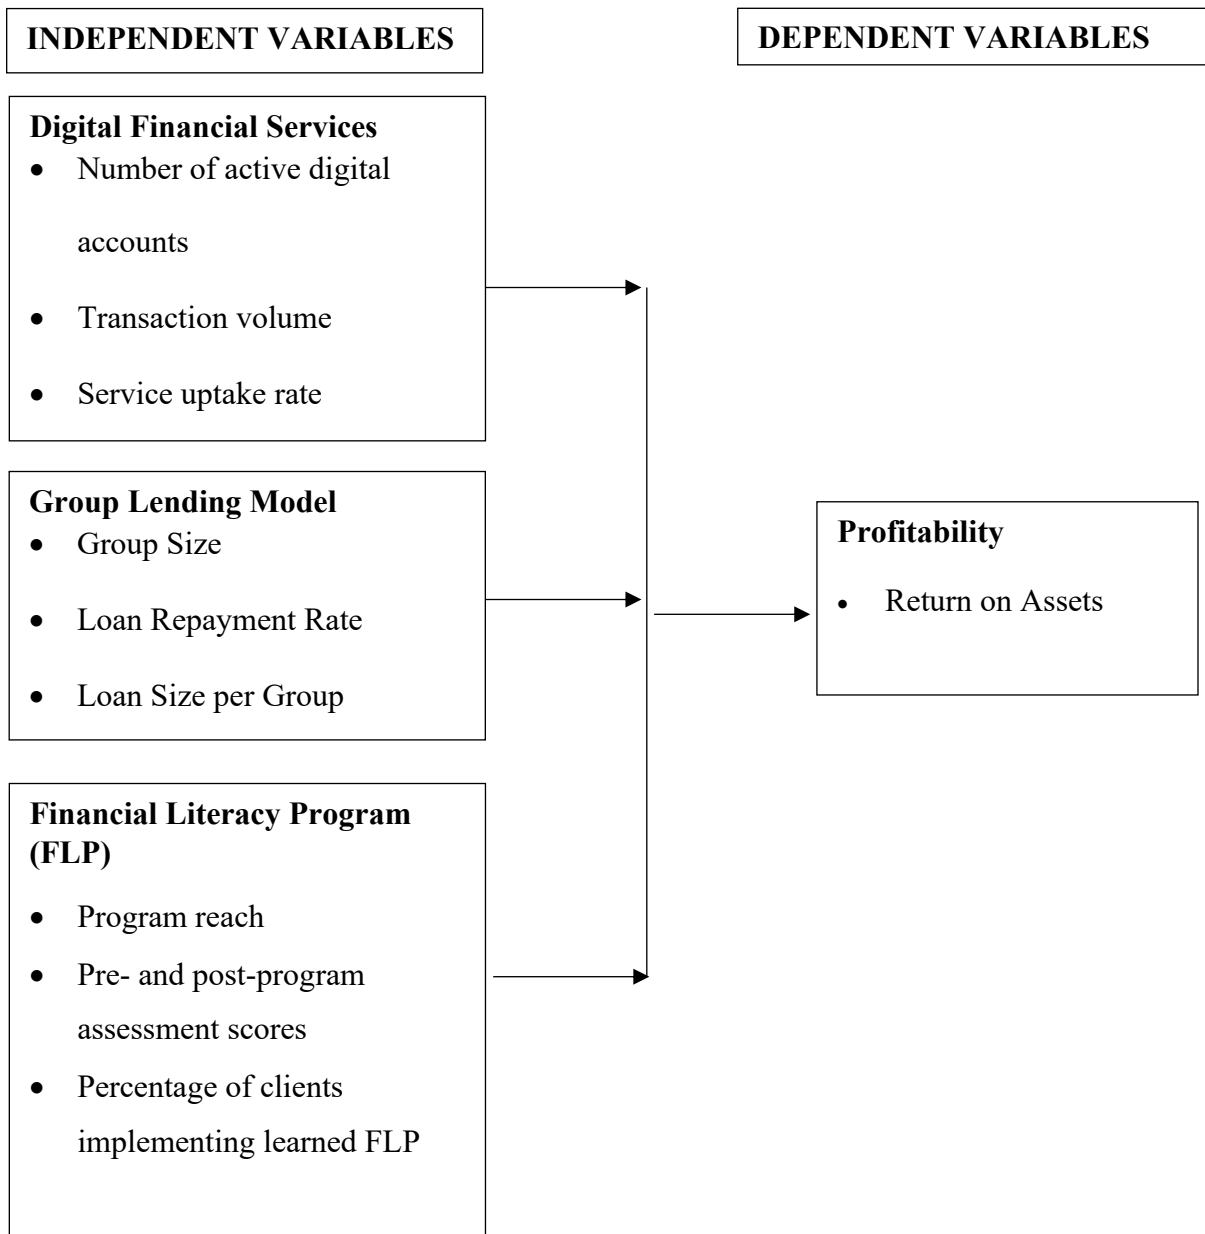 INDEPENDENT VARIABLES
DEPENDENT VARIABLES
Digital Financial Services
• Number of active digital
accounts
• Transaction volume
• Service uptake rate
Group Lending Model
• Group Size
• Loan Repayment Rate
• Loan Size per Group
Profitability
• Return on Assets
Financial Literacy Program
(FLP)
• Program reach
• Pre- and post-program
assessment scores
• Percentage of clients
implementing learned FLP